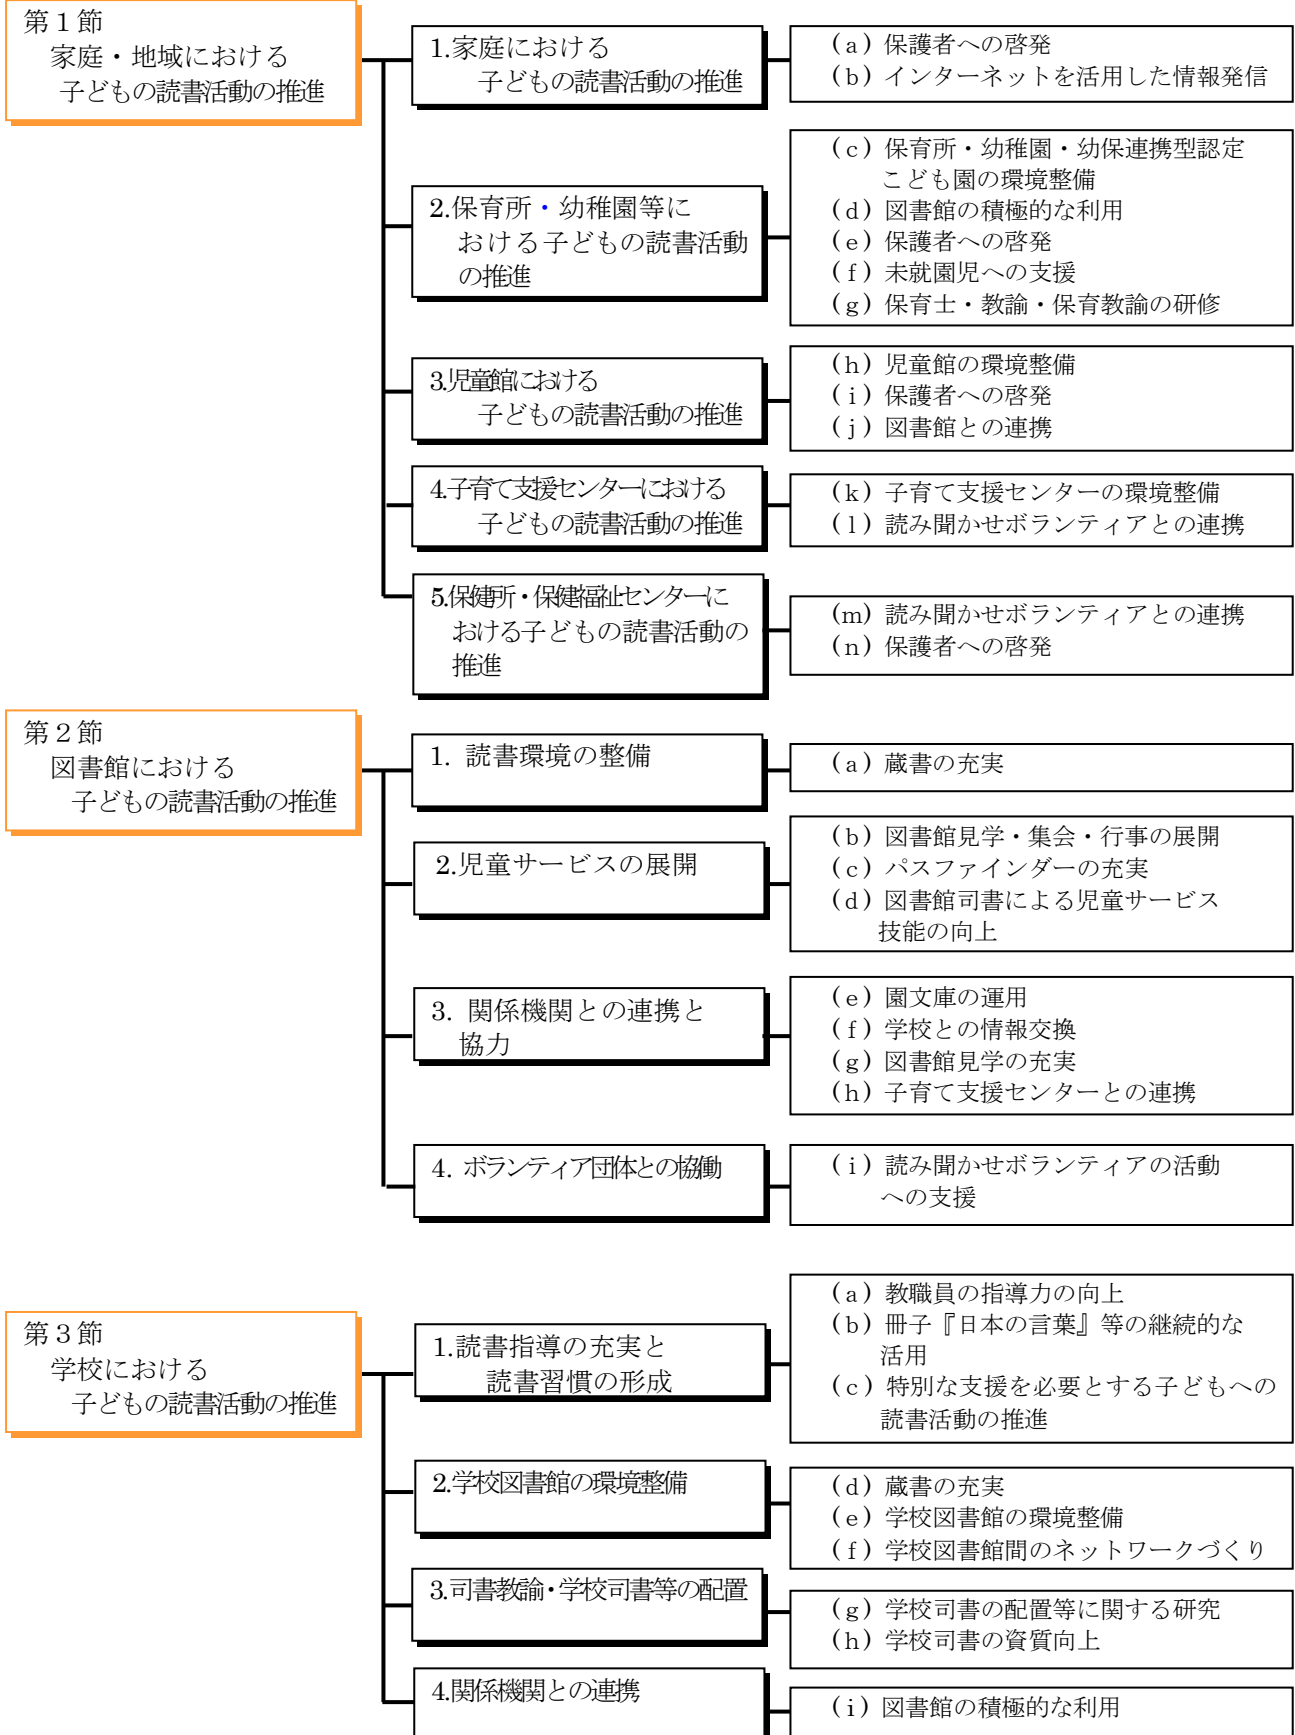 第１節
家庭・地域における
子どもの読書活動の推進
1.家庭における
子どもの読書活動の推進
(a)保護者への啓発
(b)インターネットを活用した情報発信
2.保育所・幼稚園等に
おける子どもの読書活動
の推進
(c)保育所・幼稚園・幼保連携型認定
こども園の環境整備
(d)図書館の積極的な利用
(e)保護者への啓発
(f)未就園児への支援
(g)保育士・教諭・保育教諭の研修
3.児童館における
子どもの読書活動の推進
(h)児童館の環境整備
(i)保護者への啓発
(j)図書館との連携
4.子育て支援センターにおける
子どもの読書活動の推進
(k)子育て支援センターの環境整備
(l)読み聞かせボランティアとの連携
5.保健所・保健福祉センターに
おける子どもの読書活動の
推進
(m)読み聞かせボランティアとの連携
(n)保護者への啓発
第２節
図書館における
子どもの読書活動の推進
1. 読書環境の整備
(a)蔵書の充実
2.児童サービスの展開
(b)図書館見学・集会・行事の展開
(c)パスファインダーの充実
(d)図書館司書による児童サービス
技能の向上
3. 関係機関との連携と
協力
(e)園文庫の運用
(f)学校との情報交換
(g)図書館見学の充実
(h)子育て支援センターとの連携
4. ボランティア団体との協働
(i)読み聞かせボランティアの活動
への支援
第３節
学校における
子どもの読書活動の推進
1.読書指導の充実と
読書習慣の形成
(a)教職員の指導力の向上
(b)冊子『日本の言葉』等の継続的な
活用
(c)特別な支援を必要とする子どもへの
読書活動の推進
2.学校図書館の環境整備
(d)蔵書の充実
(e)学校図書館の環境整備
(f)学校図書館間のネットワークづくり
3.司書教諭・学校司書等の配置
(g)学校司書の配置等に関する研究
(h)学校司書の資質向上
4.関係機関との連携
(i)図書館の積極的な利用